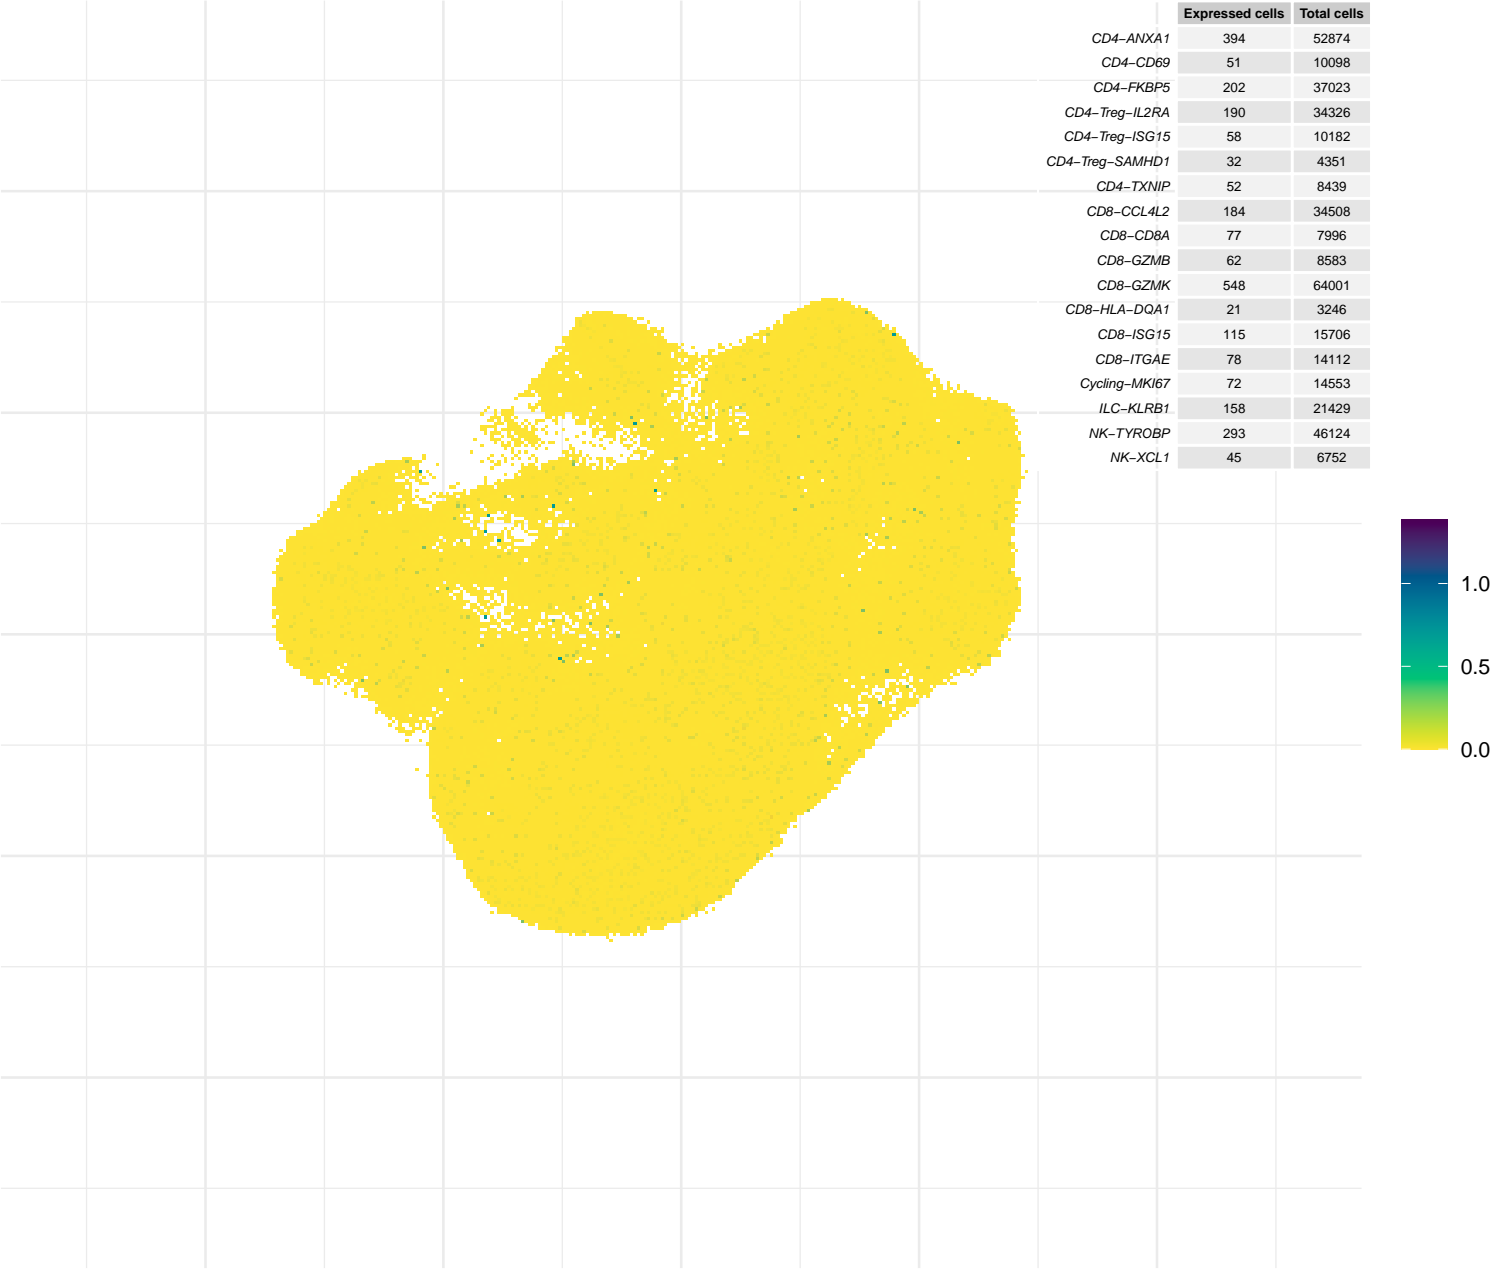 Expressed cells Total cells
CD4−ANXA1 394 52874
CD4−CD69 51 10098
CD4−FKBP5 202 37023
CD4−Treg−IL2RA 190 34326
CD4−Treg−ISG15 58 10182
CD4−Treg−SAMHD1 32 4351
CD4−TXNIP 52 8439
CD8−CCL4L2 184 34508
CD8−CD8A 77 7996
CD8−GZMB 62 8583
CD8−GZMK 548 64001
CD8−HLA−DQA1 21 3246
CD8−ISG15 115 15706
CD8−ITGAE 78 14112
Cycling−MKI67 72 14553
ILC−KLRB1 158 21429
NK−TYROBP 293 46124
NK−XCL1 45 6752
1.0
0.5
0.0